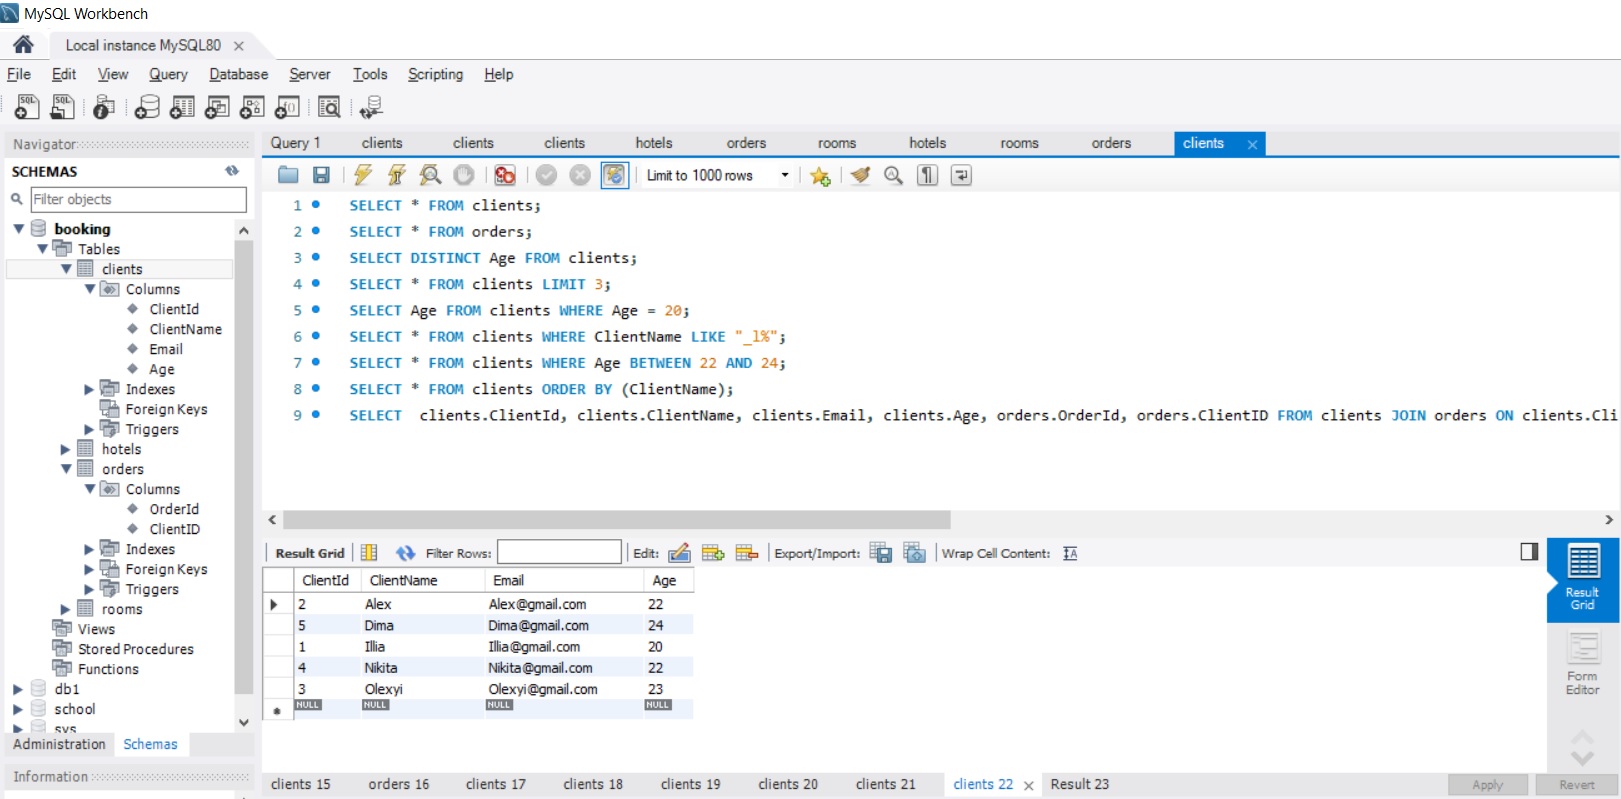 MySQL Workbench
Local instance MySQL80
File Edit View Query Database Server Tools Scripting Help
Navigator
SCHEMAS
Filter objects
booking
Tables
clients
Columns
ClientId
ClientName
Email
Age
Indexes
Foreign Keys
Triggers
hotels
orders
Columns
OrderId
ClientID
Indexes
Foreign Keys
Triggers
rooms
Views
Stored Procedures
Functions
db1
school
sys
Administration Schemas
Information
Query 1 clients clients clients hotels orders rooms hotels rooms orders clients
Limit to 1000 rows
1 SELECT * FROM clients;
2 SELECT * FROM orders;
3 SELECT DISTINCT Age FROM clients;
4 SELECT * FROM clients LIMIT 3;
5 SELECT Age FROM clients WHERE Age = 20;
6 SELECT * FROM clients WHERE ClientName LIKE "_l%";
7 SELECT * FROM clients WHERE Age BETWEEN 22 AND 24;
8 SELECT * FROM clients ORDER BY (ClientName);
9 SELECT  clients.ClientId, clients.ClientName, clients.Email, clients.Age, orders.OrderId, orders.ClientID FROM clients JOIN orders ON clients.Cli
Result Grid Filter Rows: Edit: Export/Import: Wrap Cell Content:
ClientId ClientName Email Age
2 Alex Alex@gmail.com 22
5 Dima Dima@gmail.com 24
1 Illia Illia@gmail.com 20
4 Nikita Nikita@gmail.com 22
3 Olexyi Olexyi@gmail.com 23
NULL NULL NULL NULL
Result
Grid
Form
Editor
clients 15 orders 16 clients 17 clients 18 clients 19 clients 20 clients 21 clients 22 Result 23
Apply Revert